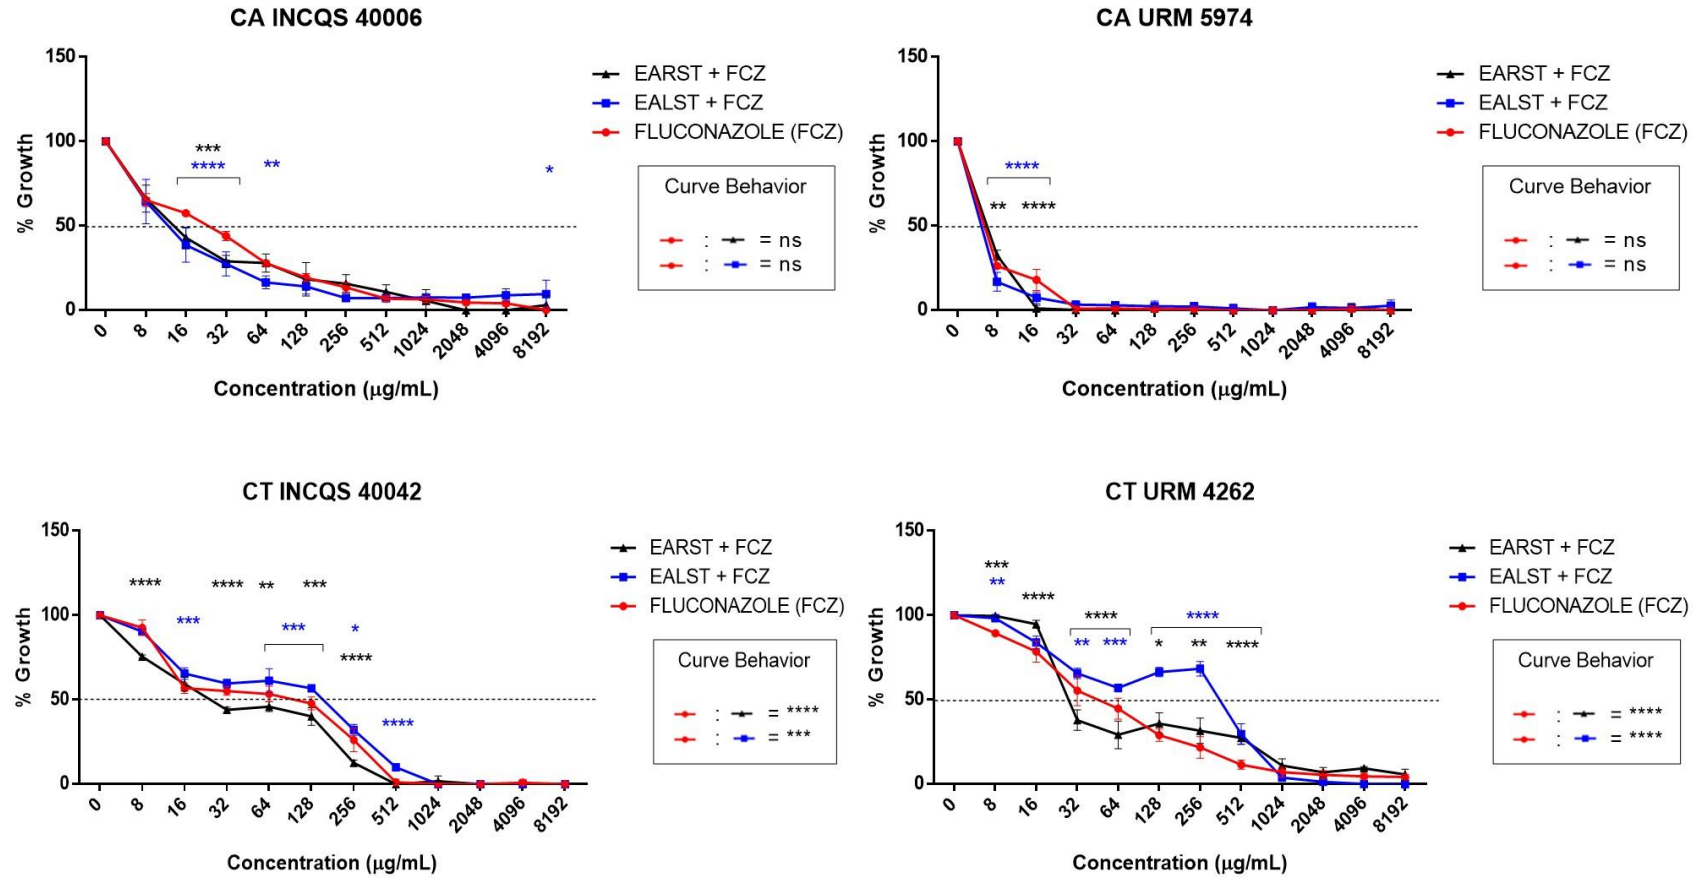 CA INCQS 40006
150
100
50
0
% Growth
*** 
****
**
*
0 8 16 32 64 128 256 512 1024 2048 4096 8192
Concentration (μg/mL)
EARST + FCZ
EALST + FCZ
FLUCONAZOLE (FCZ)
Curve Behavior
: = ns
: = ns
CA URM 5974
150
100
50
0
% Growth
****
** ****
0 8 16 32 64 128 256 512 1024 2048 4096 8192
Concentration (μg/mL)
EARST + FCZ
EALST + FCZ
FLUCONAZOLE (FCZ)
Curve Behavior
: = ns
: = ns
CT INCQS 40042
150
100
50
0
% Growth
**** **** ** ***
*** *** *
****
****
0 8 16 32 64 128 256 512 1024 2048 4096 8192
Concentration (μg/mL)
EARST + FCZ
EALST + FCZ
FLUCONAZOLE (FCZ)
Curve Behavior
: = ****
: = ***
CT URM 4262
150
100
50
0
% Growth
***
**
****
**** ****
** *** * ** ****
0 8 16 32 64 128 256 512 1024 2048 4096 8192
Concentration (μg/mL)
EARST + FCZ
EALST + FCZ
FLUCONAZOLE (FCZ)
Curve Behavior
: = ****
: = ****